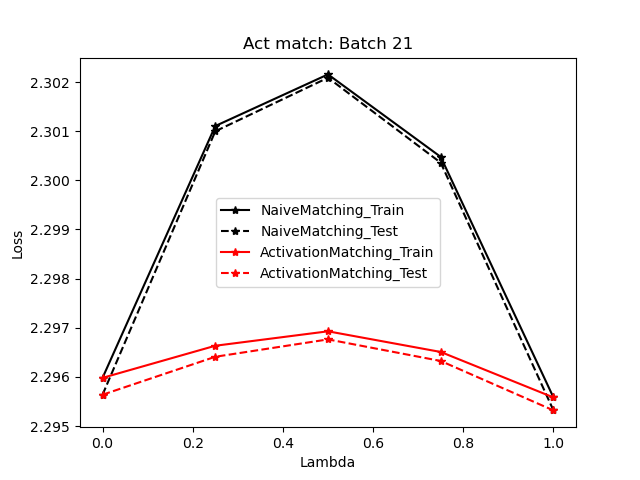 Act match: Batch 21
2.302
2.301
2.300
2.299
2.298
2.297
2.296
2.295
Loss
NaiveMatching_Train
NaiveMatching_Test
ActivationMatching_Train
ActivationMatching_Test
0.0 0.2 0.4 0.6 0.8 1.0
Lambda